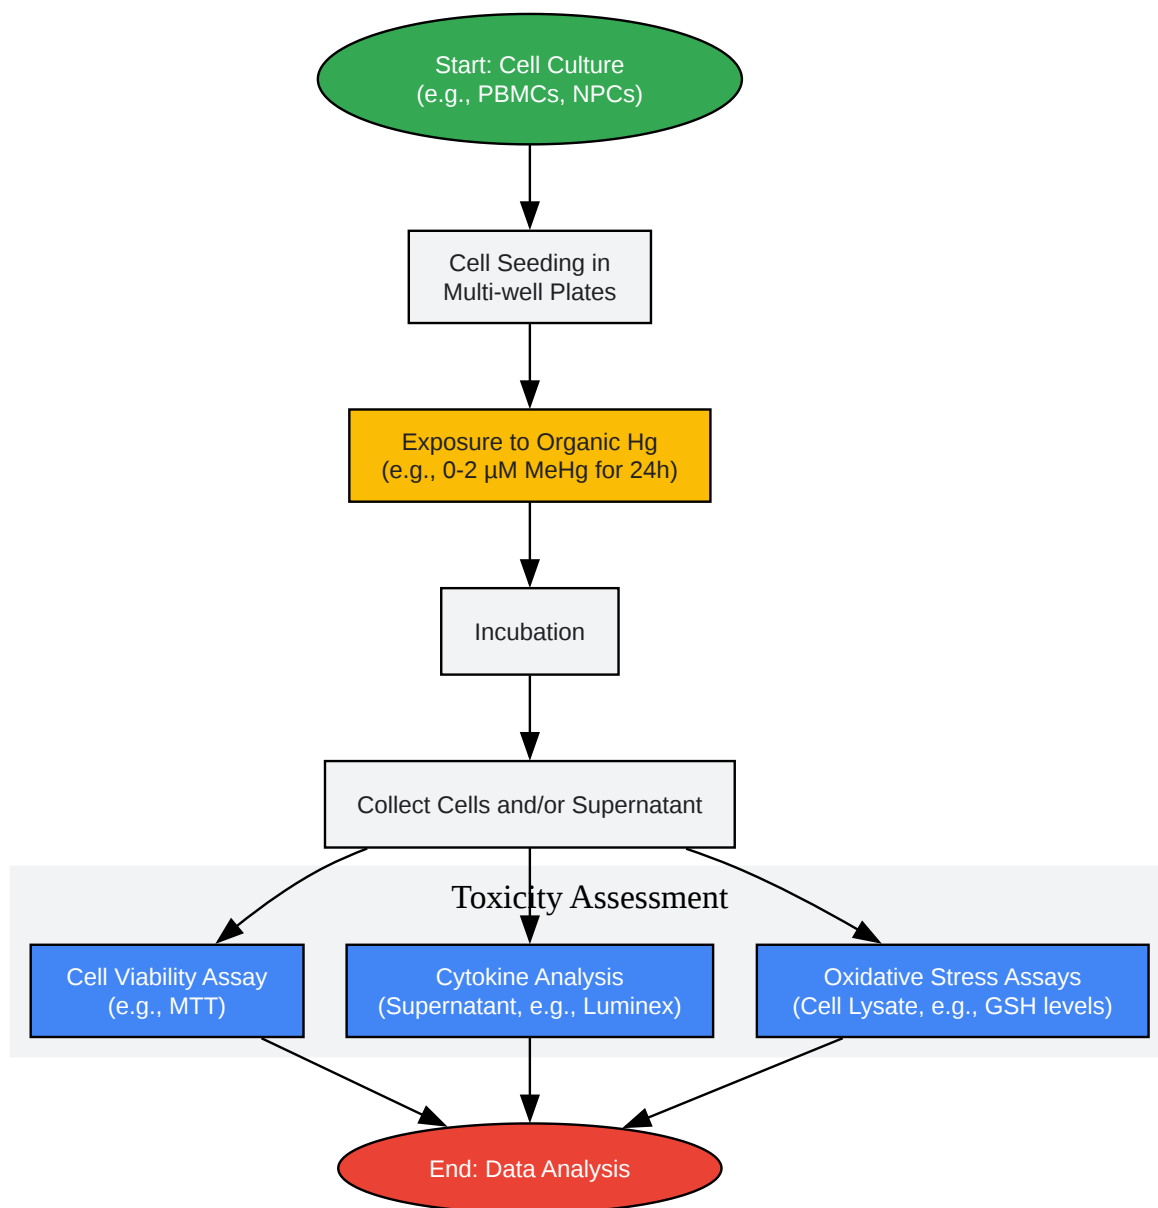 Start: Cell Culture
(e.g., PBMCs, NPCs)
Cell Seeding in
Multi-well Plates
Exposure to Organic Hg
(e.g., 0-2 µM MeHg for 24h)
Incubation
Collect Cells and/or Supernatant
Toxicity Assessment
Cell Viability Assay
(e.g., MTT)
Cytokine Analysis
(Supernatant, e.g., Luminex)
Oxidative Stress Assays
(Cell Lysate, e.g., GSH levels)
End: Data Analysis